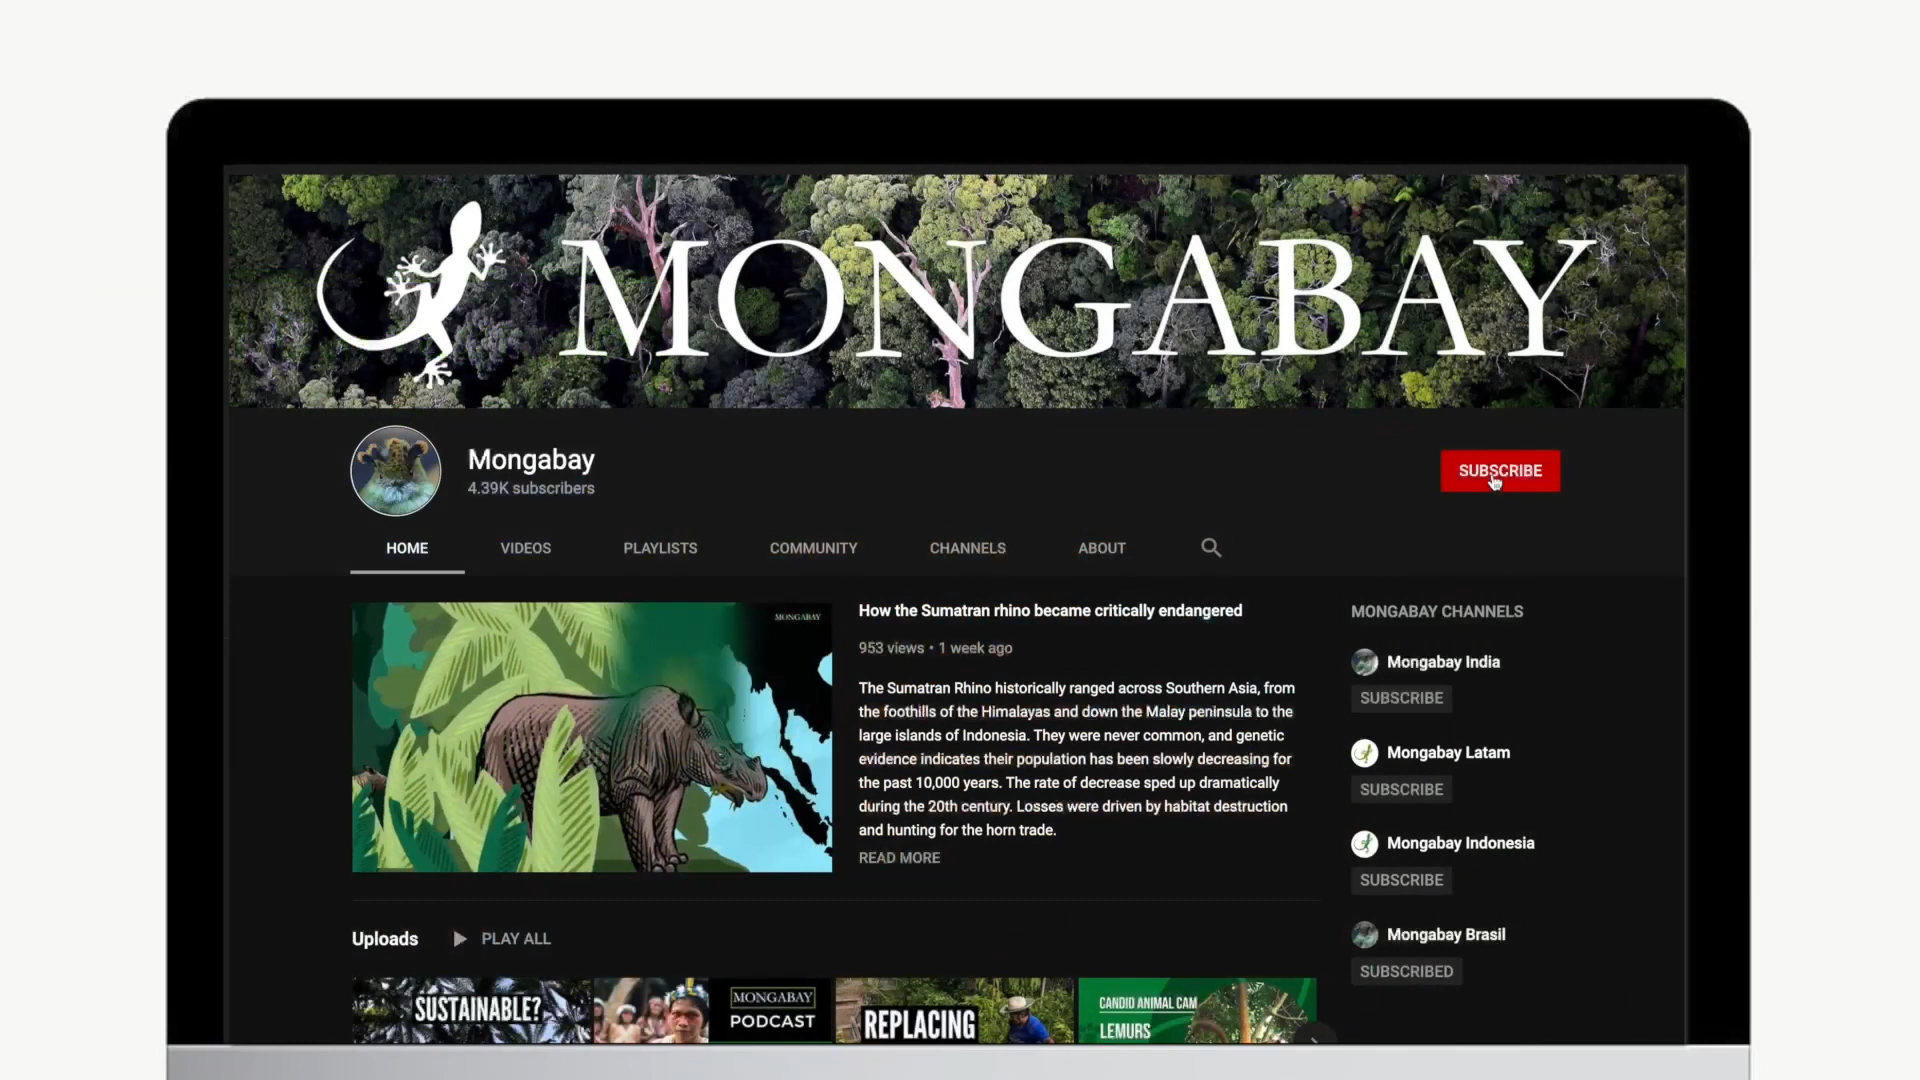 MONGABAY
Mongabay
4.39K subscribers
SUBSCRIBE
HOME VIDEOS PLAYLISTS COMMUNITY CHANNELS ABOUT
MONGABAY
How the Sumatran rhino became critically endangered
953 views • 1 week ago
The Sumatran Rhino historically ranged across Southern Asia, from
the foothills of the Himalayas and down the Malay peninsula to the
large islands of Indonesia. They were never common, and genetic
evidence indicates their population has been slowly decreasing for
the past 10,000 years. The rate of decrease sped up dramatically
during the 20th century. Losses were driven by habitat destruction
and hunting for the horn trade.
READ MORE
MONGABAY CHANNELS
Mongabay India
SUBSCRIBE
Mongabay Latam
SUBSCRIBE
Mongabay Indonesia
SUBSCRIBE
Mongabay Brasil
SUBSCRIBED
Uploads PLAY ALL
SUSTAINABLE?
MONGABAY
PODCAST
REPLACING
CANDID ANIMAL CAM
LEMURS